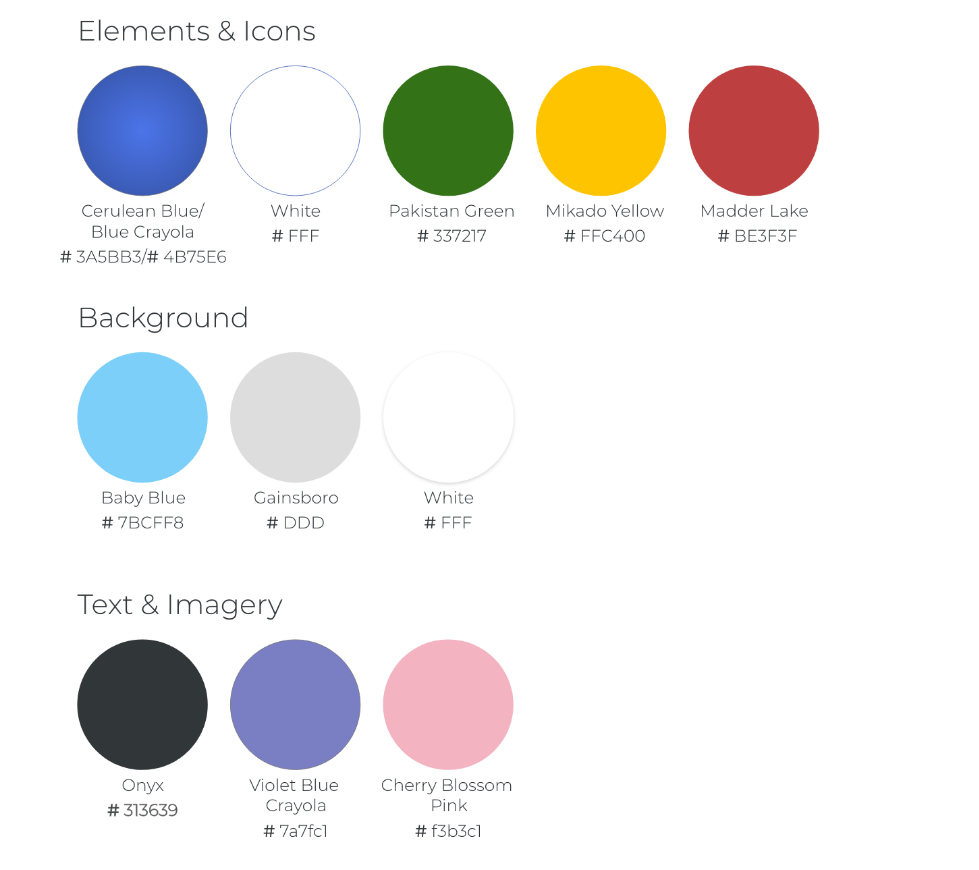 Elements & Icons
Cerulean Blue/
Blue Crayola
# 3A5BB3/# 4B75E6
White
# FFF
Pakistan Green
# 337217
Mikado Yellow
# FFC400
Madder Lake
# BE3F3F
Background
Baby Blue
# 7BCFF8
Gainsboro
# DDD
White
# FFF
Text & Imagery
Onyx
# 313639
Violet Blue
Crayola
# 7a7fc1
Cherry Blossom
Pink
# f3b3c1